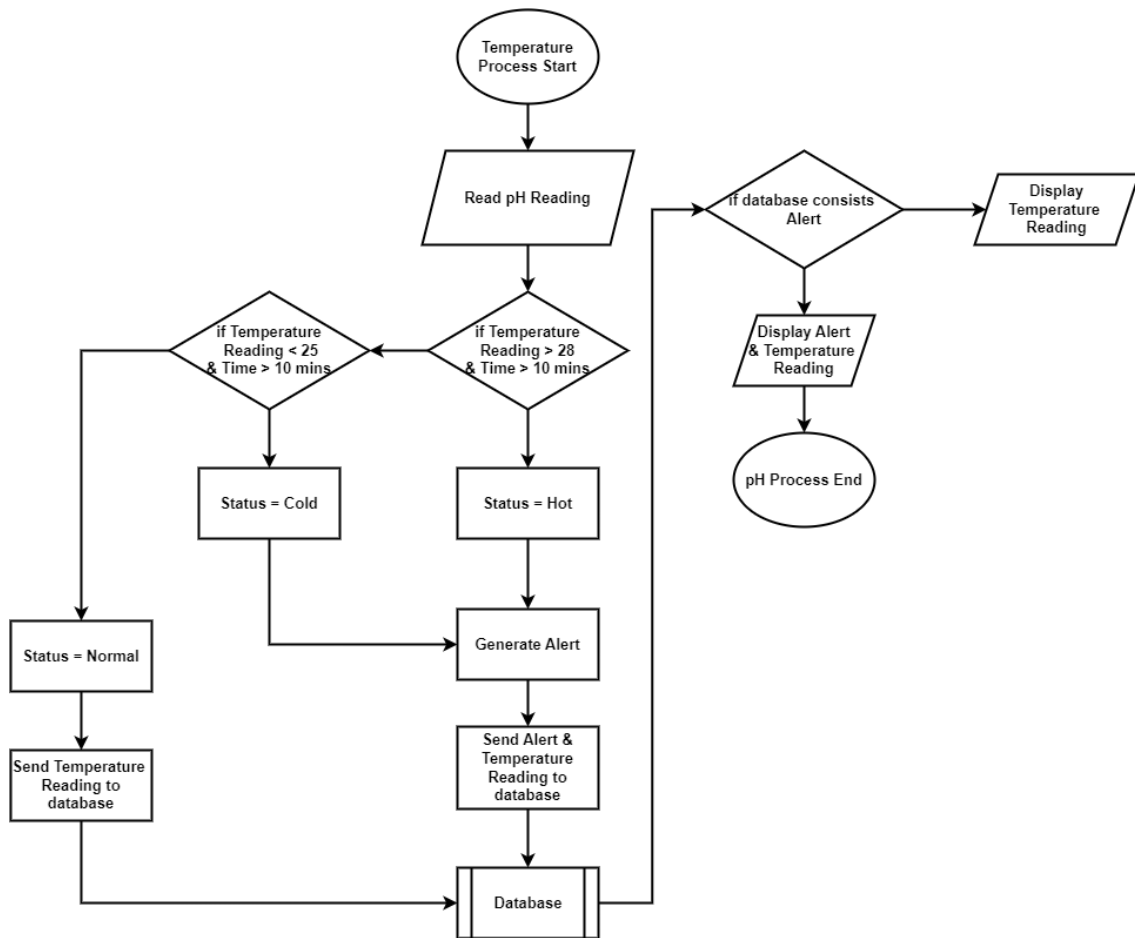 Temperature
Process Start
Read pH Reading
if database consists
Alert
Display
Temperature
Reading
if Temperature
Reading < 25
& Time > 10 mins
if Temperature
Reading > 28
& Time > 10 mins
Display Alert
& Temperature
Reading
Status = Cold
Status = Hot
pH Process End
Status = Normal
Generate Alert
Send Temperature
Reading to
database
Send Alert &
Temperature
Reading to
database
Database